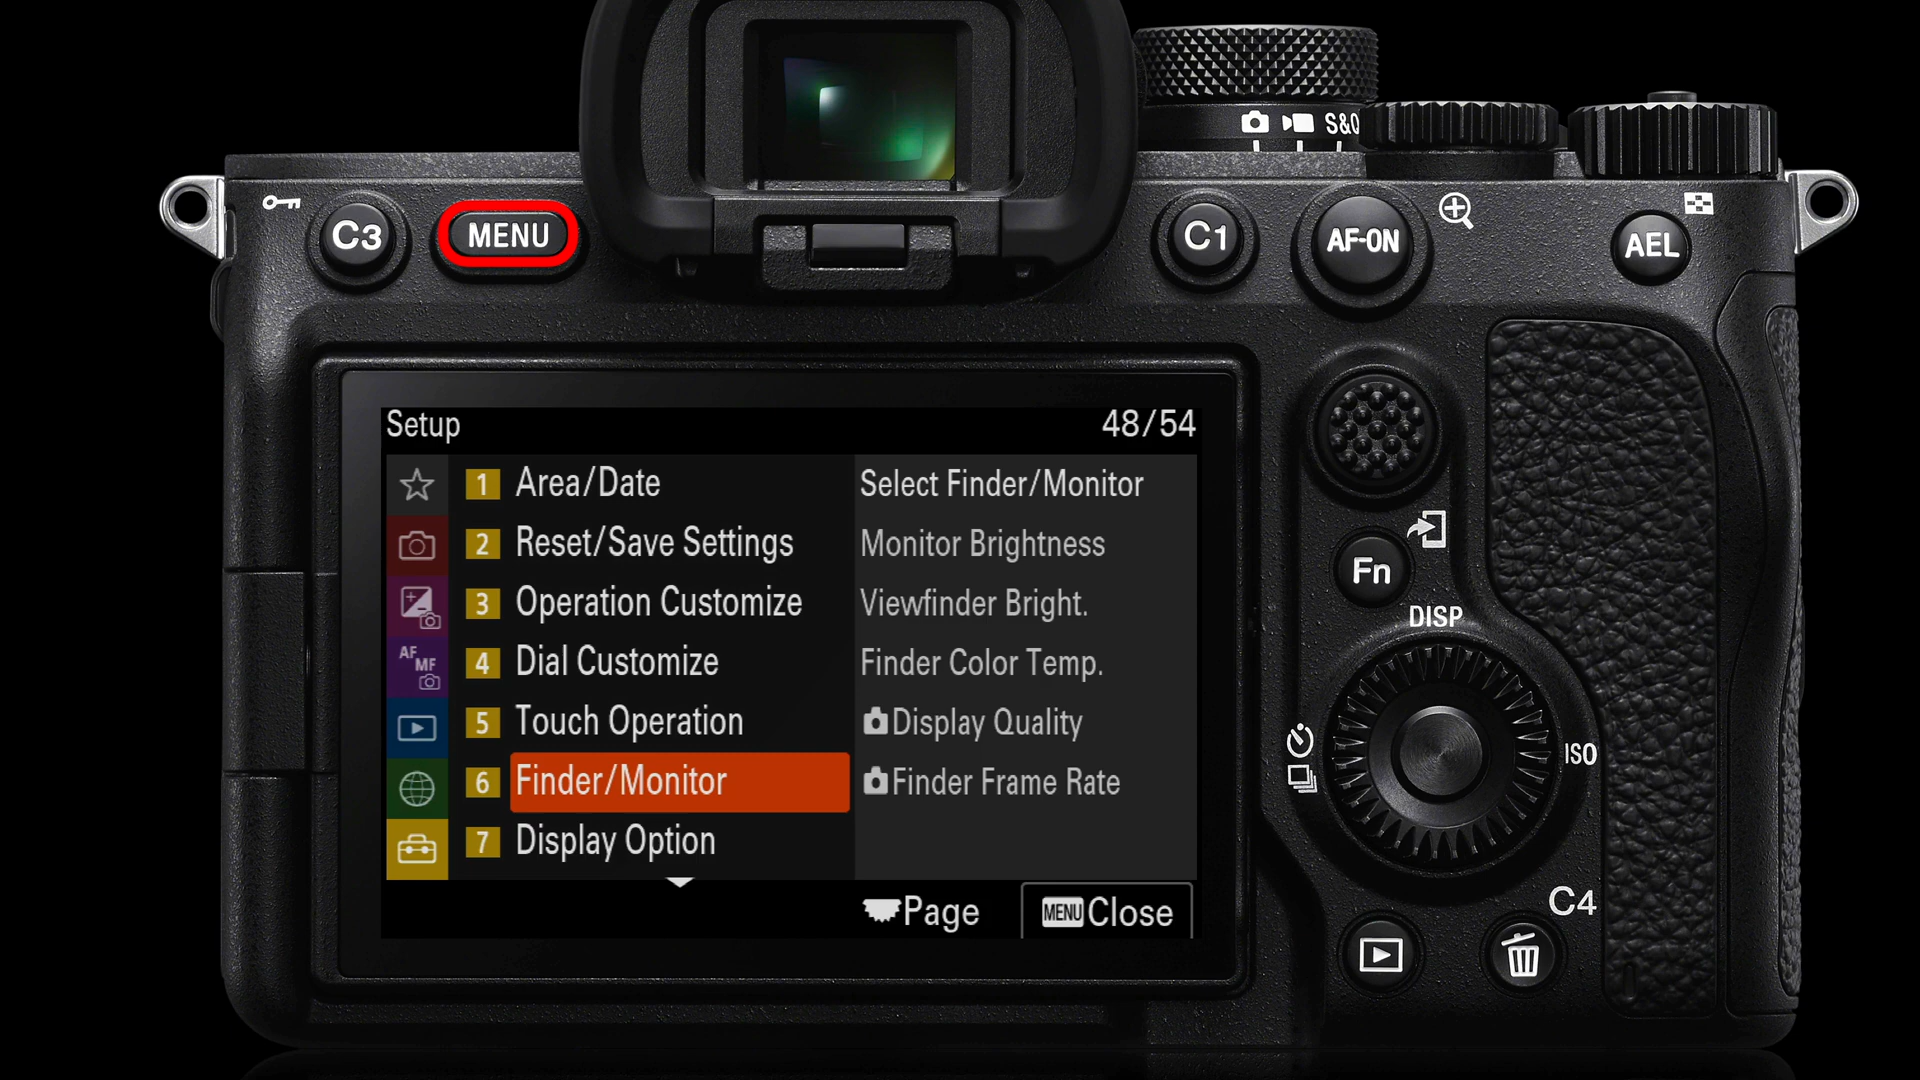 S&Q
C3
MENU
C1
AF-ON
AEL
Setup
48/54
1 Area/Date
2 Reset/Save Settings
3 Operation Customize
4 Dial Customize
5 Touch Operation
6 Finder/Monitor
7 Display Option
Select Finder/Monitor
Monitor Brightness
Viewfinder Bright.
Finder Color Temp.
Display Quality
Finder Frame Rate
AF
MF
Page
MENU Close
Fn
DISP
ISO
C4